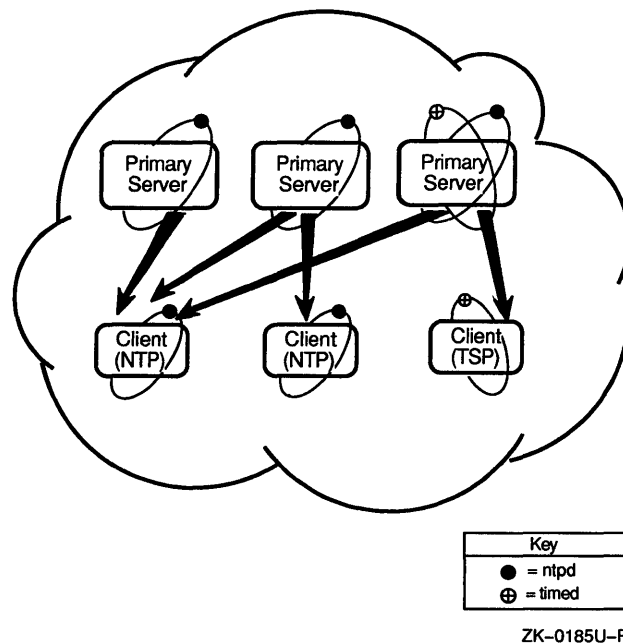 Primary
Server
Primary
Server
Primary
Server
Client
(NTP)
Client
(NTP)
Client
(TSP)
Key
= ntpd
= timed
ZK-0185U-R